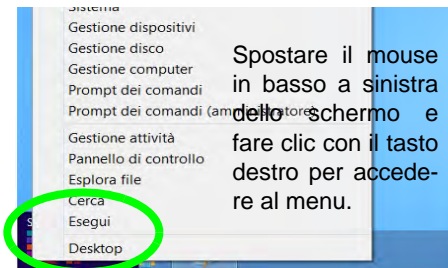 Sistema
Gestione dispositivi
Gestione disco
Gestione computer
Prompt dei comandi
Prompt dei comandi (amministratore)
Gestione attività
Pannello di controllo
Esplora file
Cerca
Esegui
Desktop
Spostare il mouse
in basso a sinistra
dello schermo e
fare clic con il tasto
destro per accede-
re al menu.